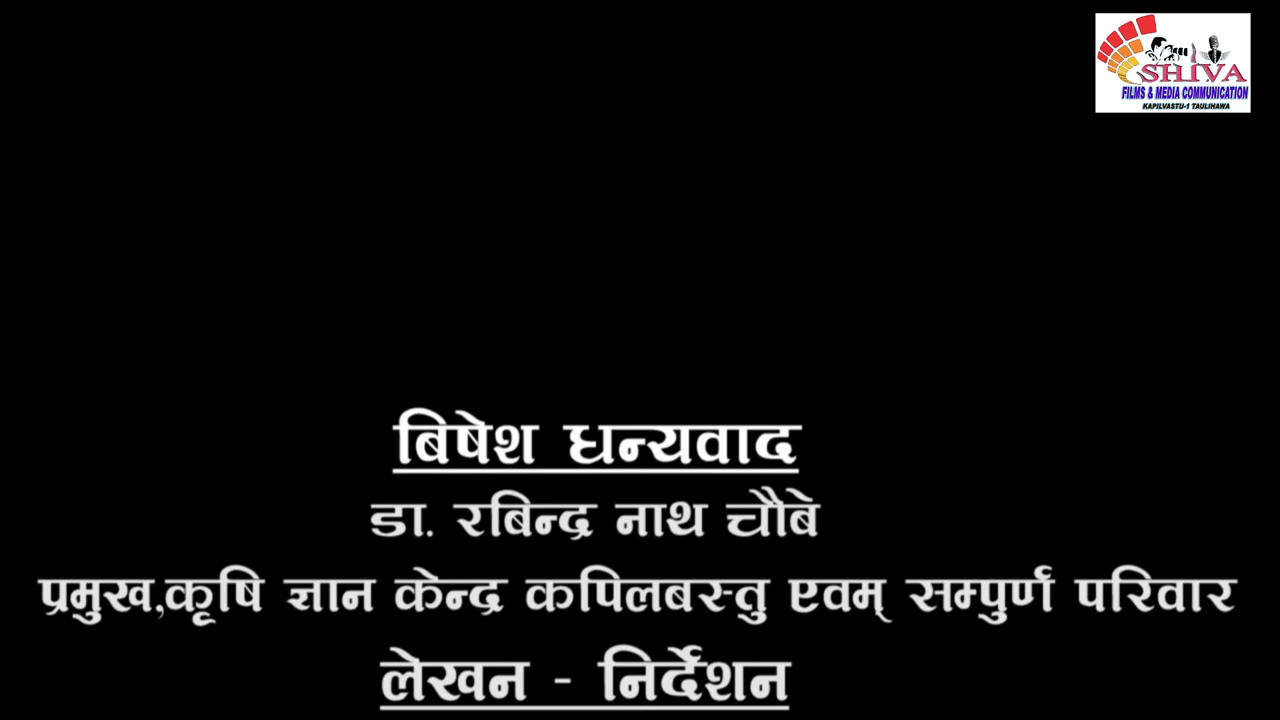 SHIVA
FILMS & MEDIA COMMUNICATION
KAPILVASTU-1 TAULIHAWA
बिषेश धन्यवाद
डा. रबिन्द्र नाथ चौबे
प्रमुख,कृषि ज्ञान केन्द्र कपिलबस्तु एवम् सम्पुर्ण परिवार
लेखन - निर्देशन